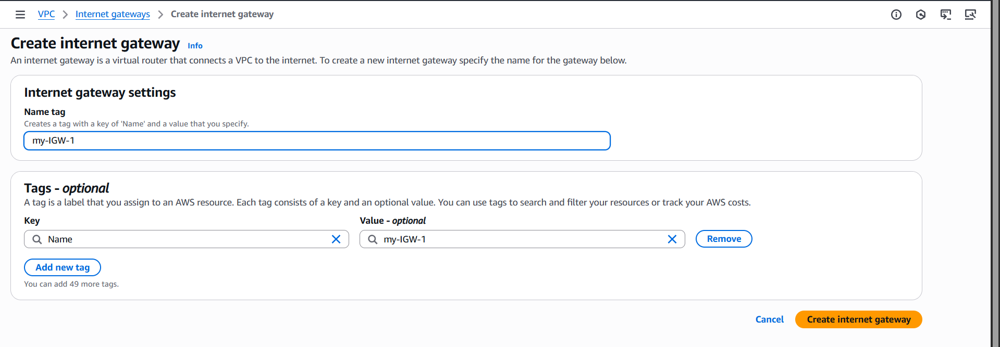 VPC > Internet gateways > Create internet gateway
Create internet gateway Info
An internet gateway is a virtual router that connects a VPC to the internet. To create a new internet gateway specify the name for the gateway below.
Internet gateway settings
Name tag
Creates a tag with a key of 'Name' and a value that you specify.
my-IGW-1
Tags - optional
A tag is a label that you assign to an AWS resource. Each tag consists of a key and an optional value. You can use tags to search and filter your resources or track your AWS costs.
Key Value - optional
Name my-IGW-1 Remove
Add new tag
You can add 49 more tags.
Cancel Create internet gateway